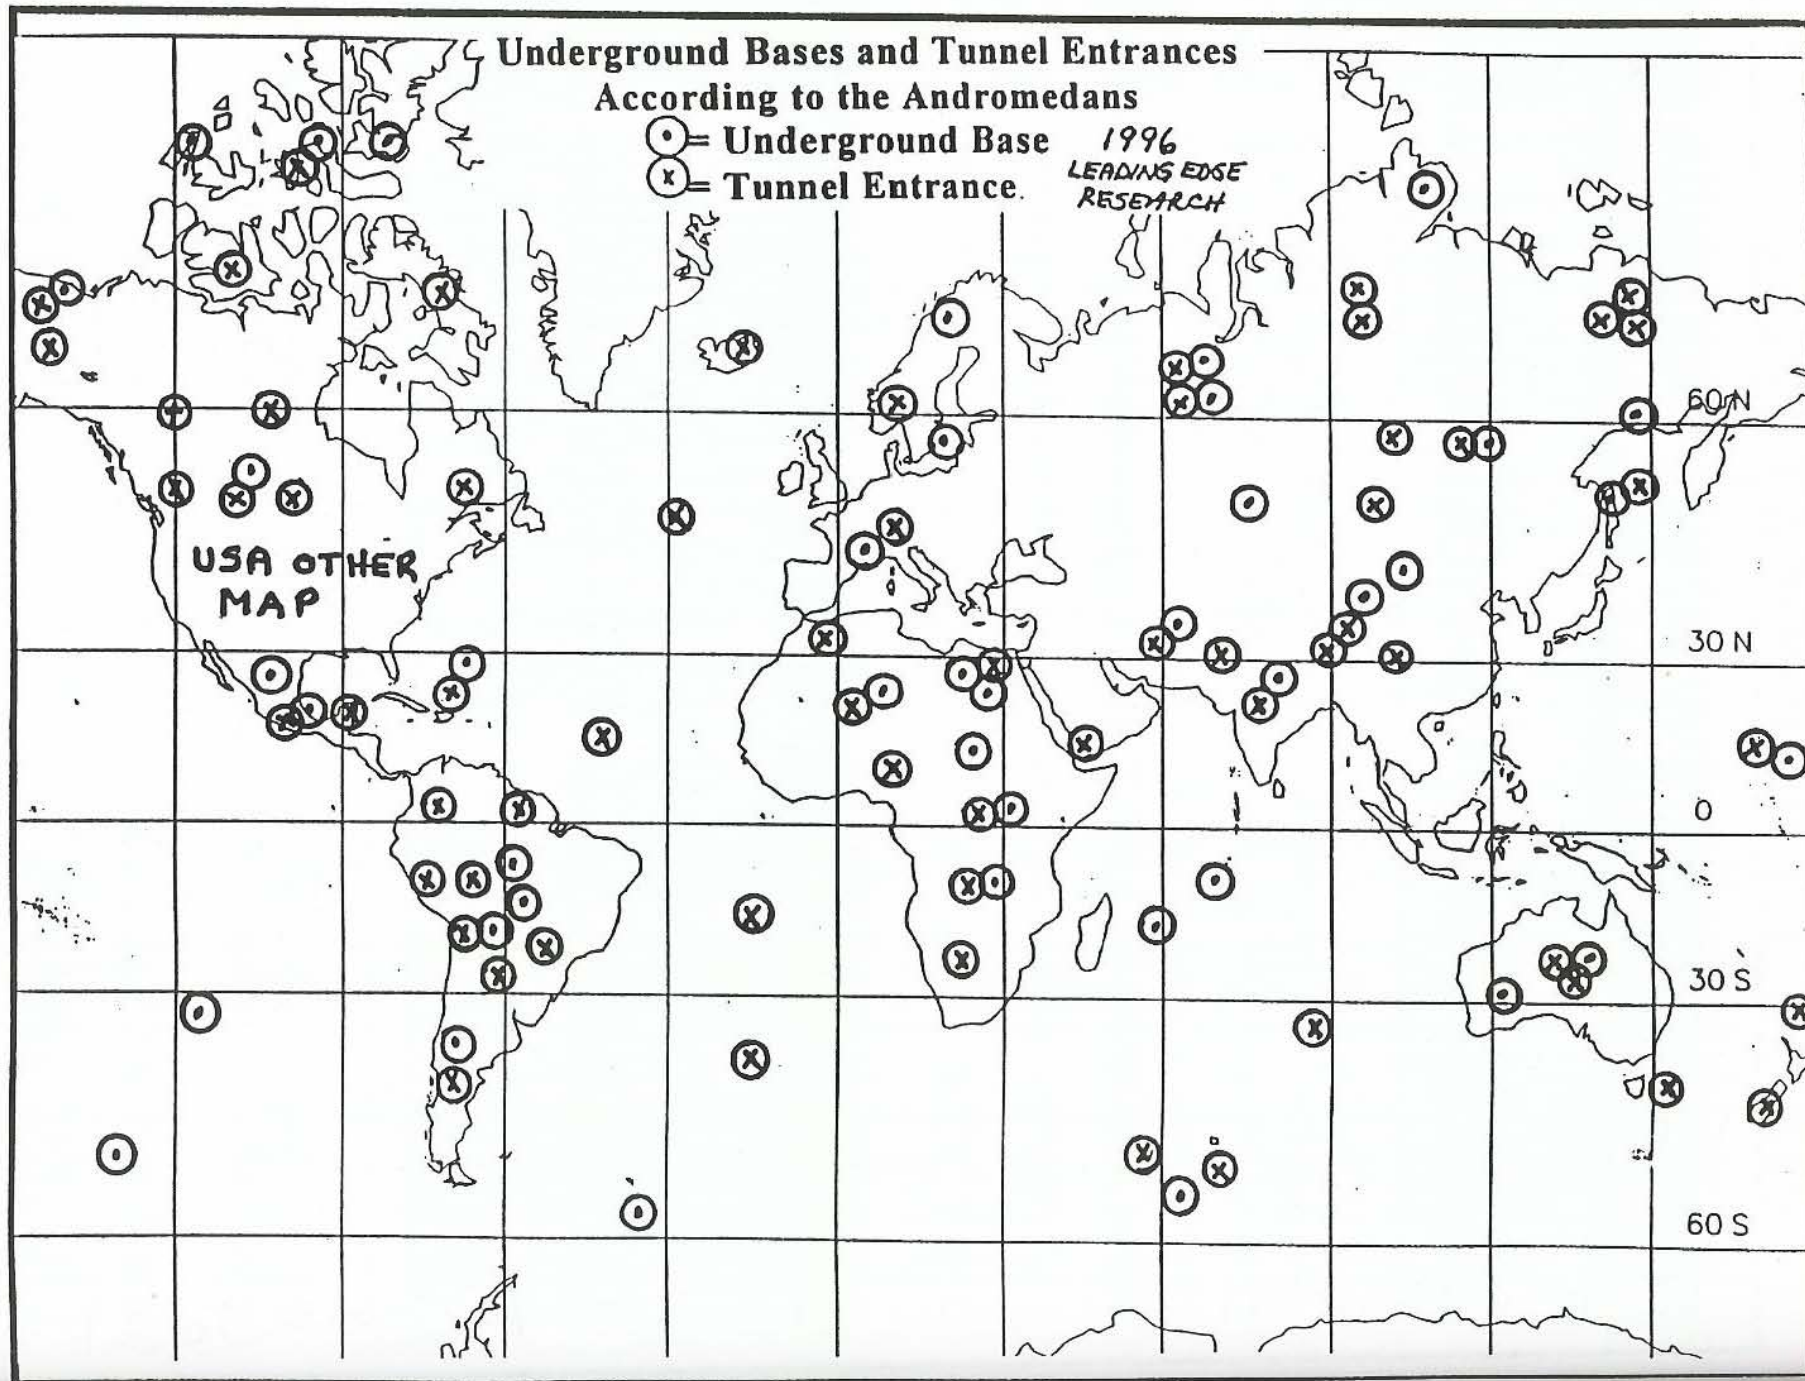 Underground Bases and Tunnel Entrances
According to the Andromedans
= Underground Base
= Tunnel Entrance.
1996
LEADING EDGE
RESEARCH
60 N
USA OTHER
MAP
30 N
0
30 S
60 S